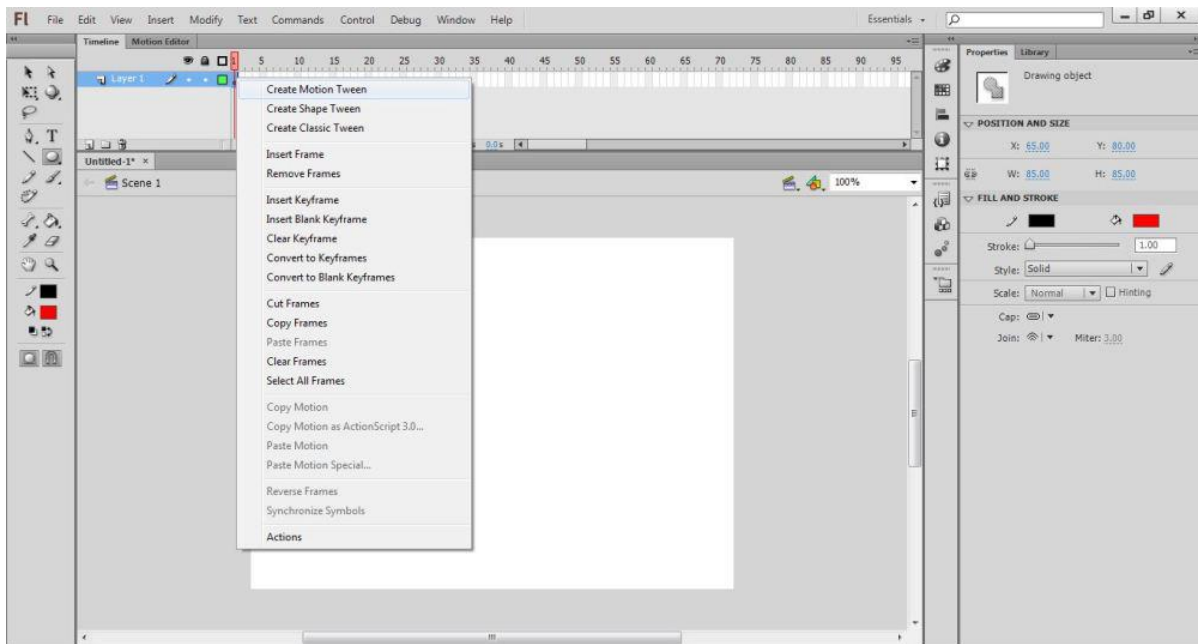 Fl File Edit View Insert Modify Text Commands Control Debug Window Help Essentials
Timeline Motion Editor
1 5 10 15 20 25 30 35 40 45 50 55 60 65 70 75 80 85 90 95
Layer 1
0.0s
Untitled-1*
Scene 1
100%
Create Motion Tween
Create Shape Tween
Create Classic Tween
Insert Frame
Remove Frames
Insert Keyframe
Insert Blank Keyframe
Clear Keyframe
Convert to Keyframes
Convert to Blank Keyframes
Cut Frames
Copy Frames
Paste Frames
Clear Frames
Select All Frames
Copy Motion
Copy Motion as ActionScript 3.0...
Paste Motion
Paste Motion Special...
Reverse Frames
Synchronize Symbols
Actions
Properties Library
Drawing object
POSITION AND SIZE
X: 65.00 Y: 80.00
W: 85.00 H: 85.00
FILL AND STROKE
Stroke: 1.00
Style: Solid
Scale: Normal Hinting
Cap:
Join: Miter: 3.00